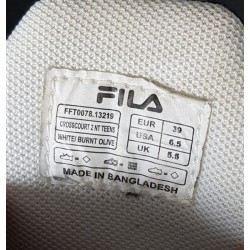 FILA
FFT0078.13219
CROSSCOURT 2 NT TEENS
WHITE/ BURNT OLIVE
EUR 39
USA 6.5
UK 5.5
MADE IN BANGLADESH